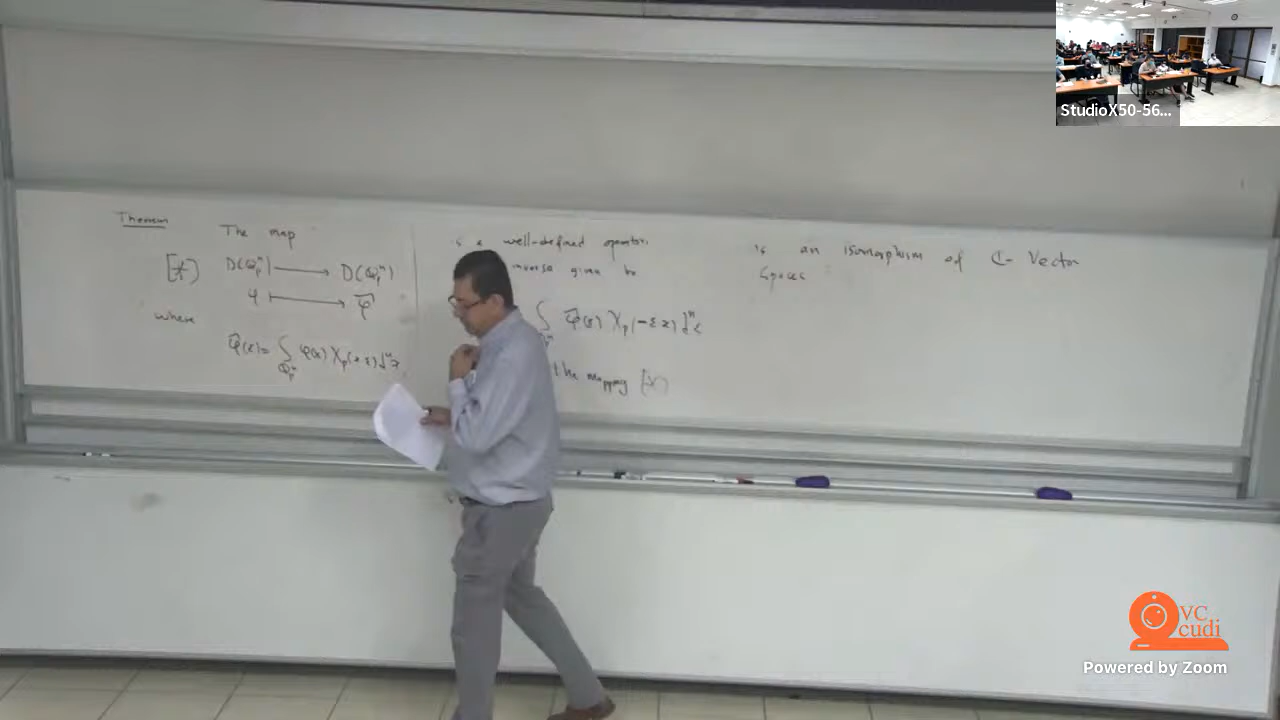 Theorem The map
[*] D(Q_p^n) → D(Q_p^n)
φ ↦ φ̂
where
φ̂(ξ) = ∫_{Q_p^n} φ(x) χ_p(x ξ) d^n x
is a well-defined operator.
inverse given by
∫ φ̂(ξ) χ_p(-ξ x) d^n ξ
the mapping [*]
is an isomorphism of ℂ-Vector
Spaces
StudioX50-56...
VC
cudi
Powered by Zoom